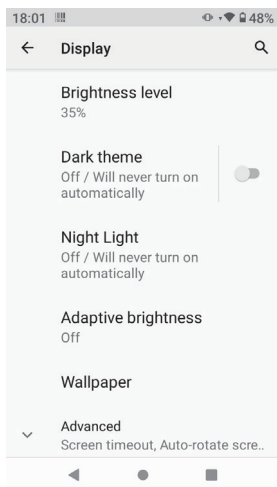 18:01 48%
Display
Brightness level
35%
Dark theme
Off / Will never turn on
automatically
Night Light
Off / Will never turn on
automatically
Adaptive brightness
Off
Wallpaper
Advanced
Screen timeout, Auto-rotate scre..